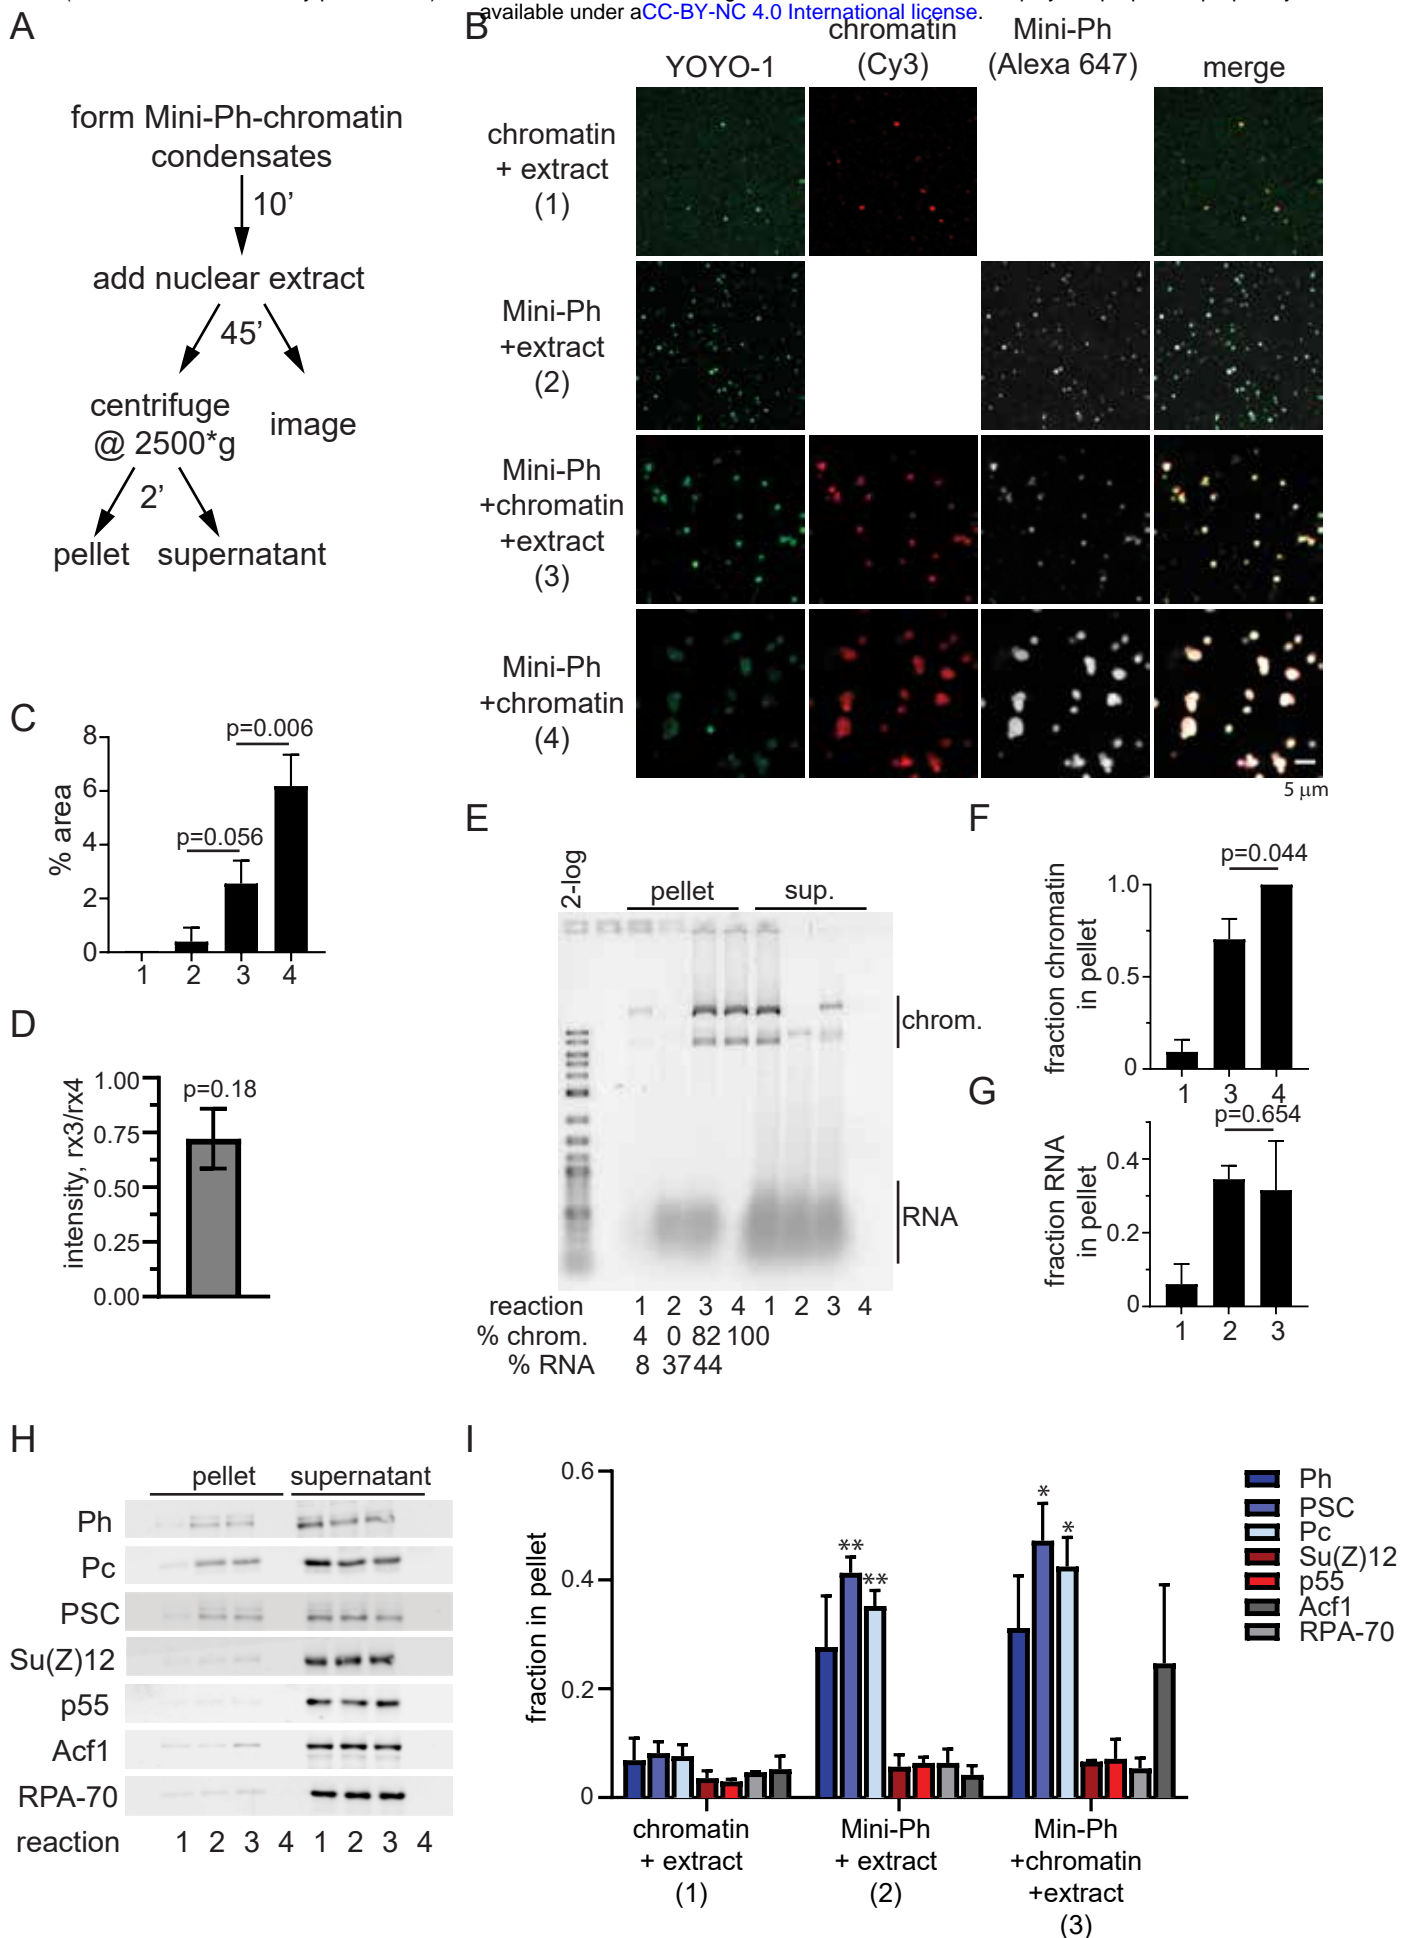 available under aCC-BY-NC 4.0 International license.
A
form Mini-Ph-chromatin
condensates
10’
add nuclear extract
45’
centrifuge
@ 2500*g
image
2’
pellet supernatant
B
YOYO-1
chromatin
(Cy3)
Mini-Ph
(Alexa 647)
merge
chromatin
+ extract
(1)
Mini-Ph
+extract
(2)
Mini-Ph
+chromatin
+extract
(3)
Mini-Ph
+chromatin
(4)
5 µm
C
% area
8
6
4
2
0
p=0.006
p=0.056
1 2 3 4
D
intensity, rx3/rx4
1.00
0.75
0.50
0.25
0.00
p=0.18
E
2-log
pellet sup.
chrom.
RNA
reaction 1 2 3 4 1 2 3 4
% chrom. 4 0 82 100
% RNA 8 37 44
F
fraction chromatin
in pellet
1.0
0.5
0
p=0.044
1 3 4
G
fraction RNA
in pellet
0.4
0.2
0
p=0.654
1 2 3
H
pellet supernatant
Ph
Pc
PSC
Su(Z)12
p55
Acf1
RPA-70
reaction 1 2 3 4 1 2 3 4
I
fraction in pellet
0.6
0.4
0.2
0
** **
* *
chromatin
+ extract
(1)
Mini-Ph
+ extract
(2)
Min-Ph
+chromatin
+extract
(3)
Ph
PSC
Pc
Su(Z)12
p55
Acf1
RPA-70